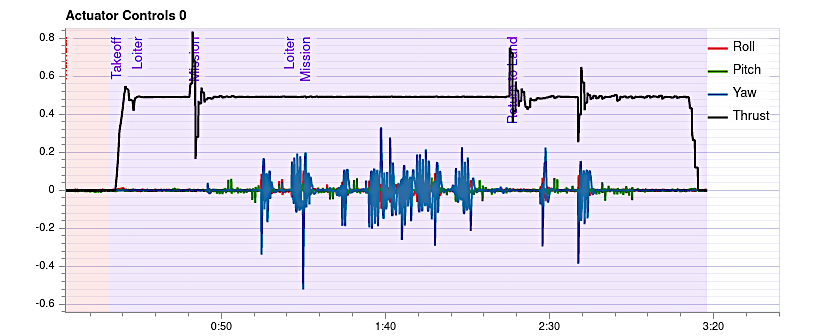 Actuator Controls 0
Takeoff
Loiter
Mission
Loiter
Mission
Return to Land
Roll
Pitch
Yaw
Thrust
0.8
0.6
0.4
0.2
0
-0.2
-0.4
-0.6
0:50
1:40
2:30
3:20